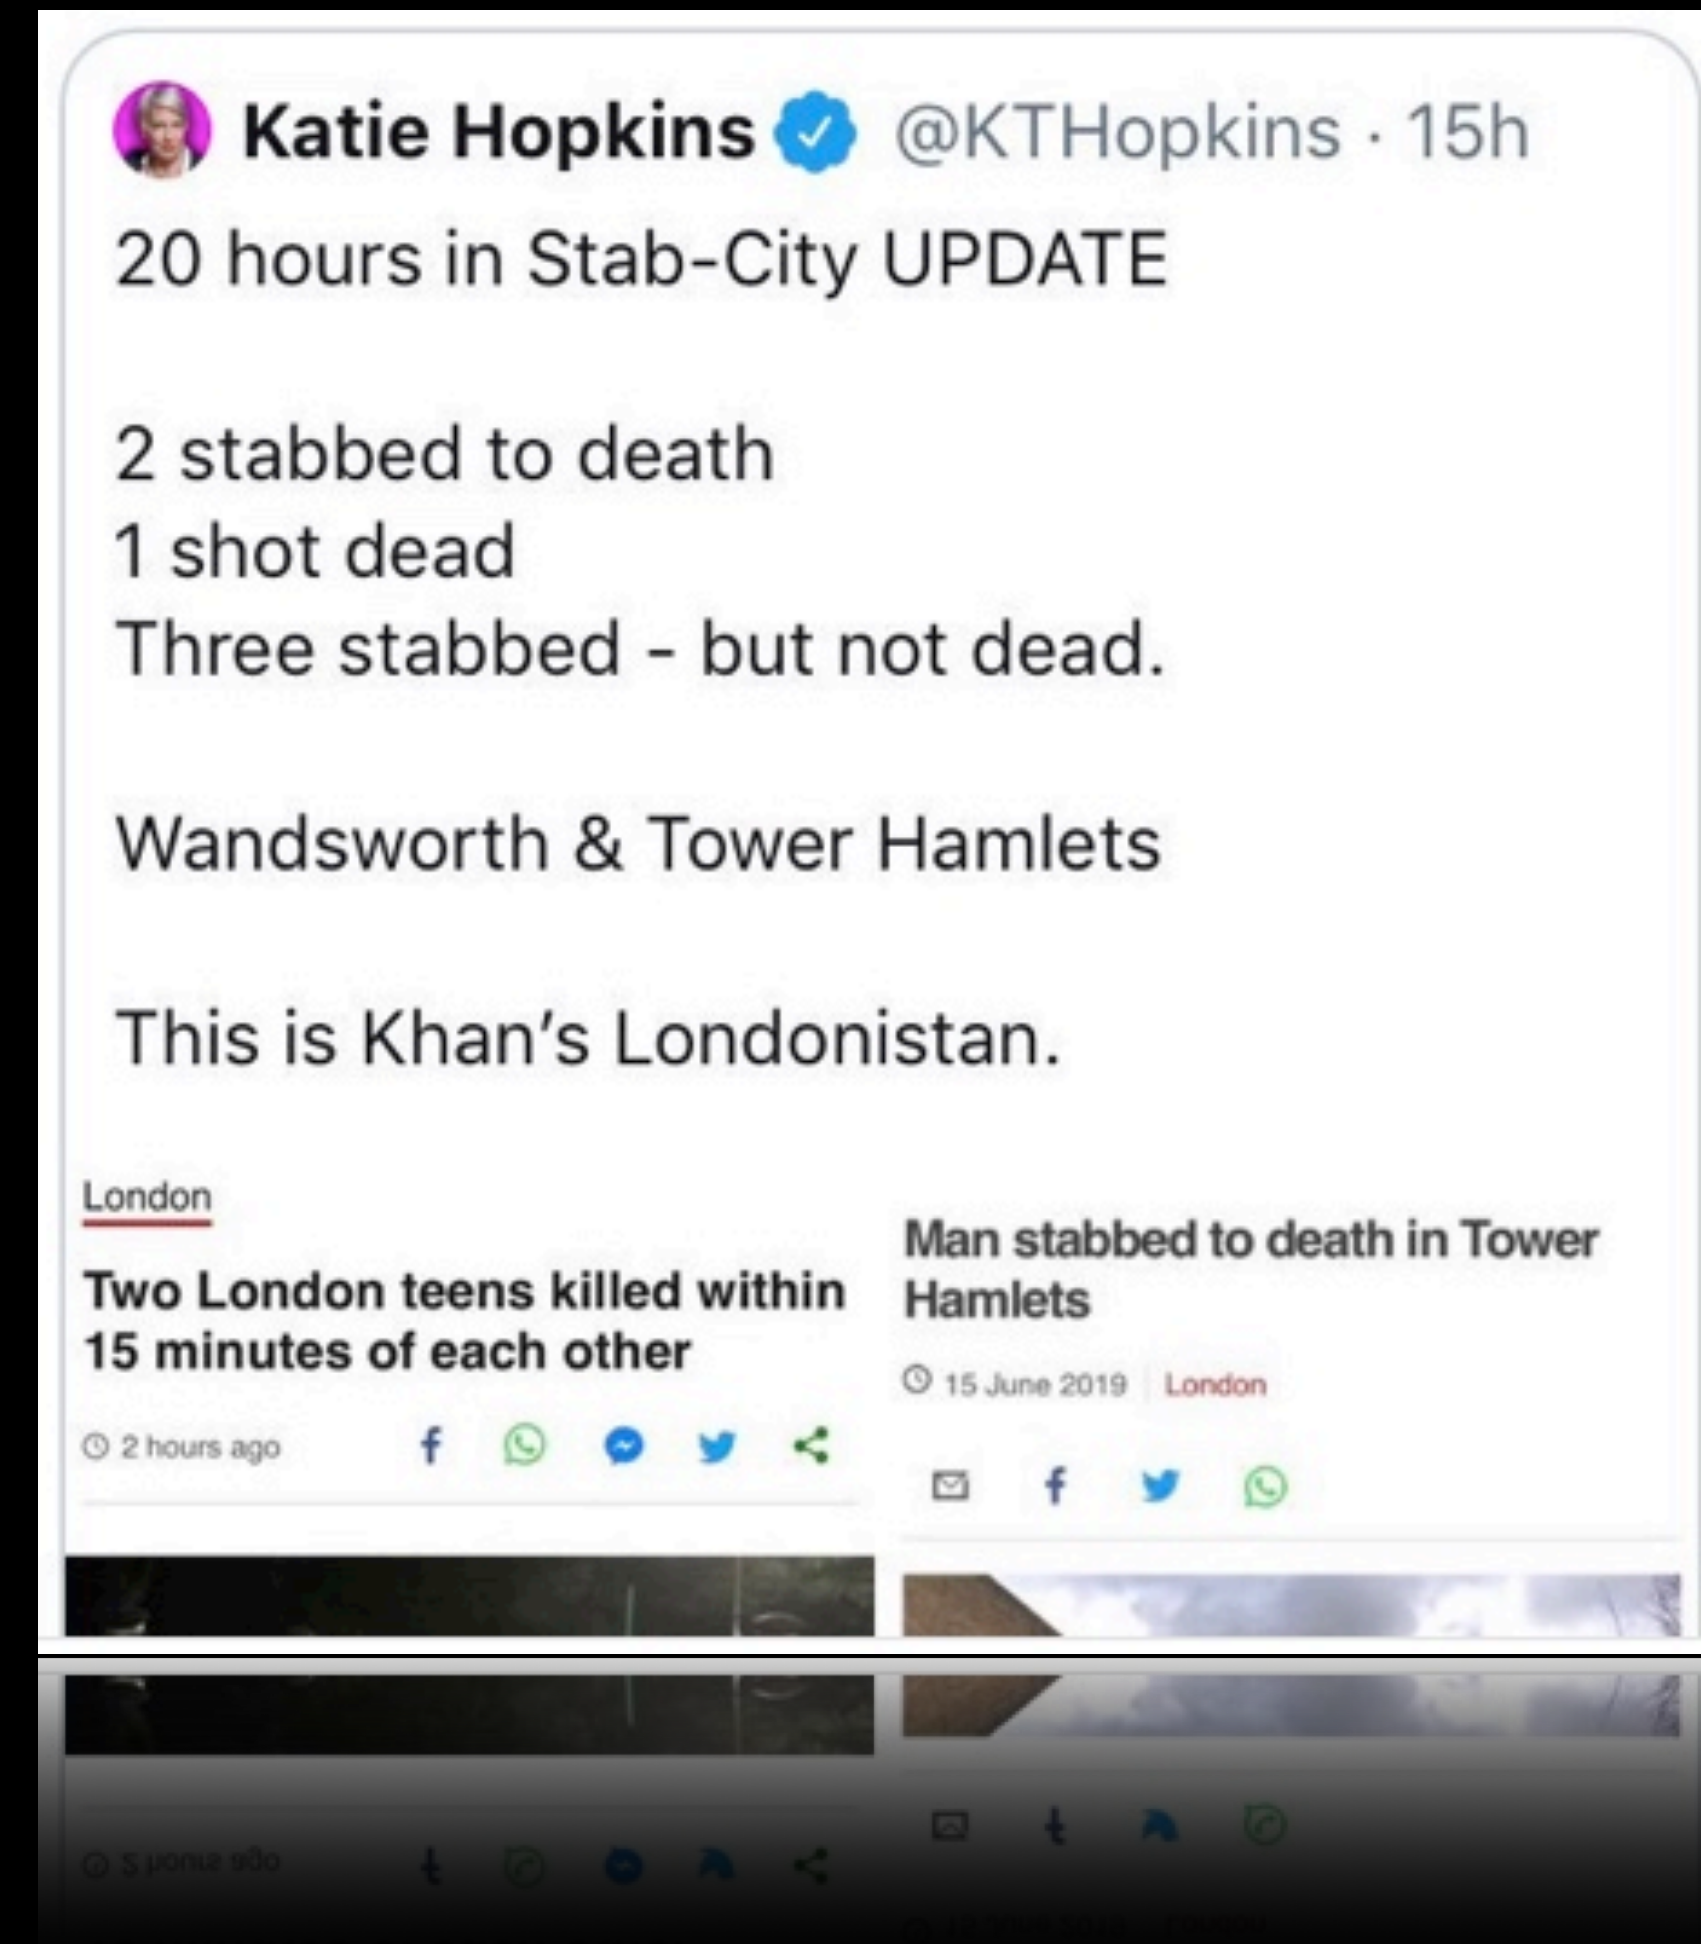 Katie Hopkins @KTHopkins · 15h
20 hours in Stab-City UPDATE
2 stabbed to death
1 shot dead
Three stabbed - but not dead.
Wandsworth & Tower Hamlets
This is Khan's Londonistan.
London
Two London teens killed within
15 minutes of each other
2 hours ago
Man stabbed to death in Tower
Hamlets
15 June 2019 London